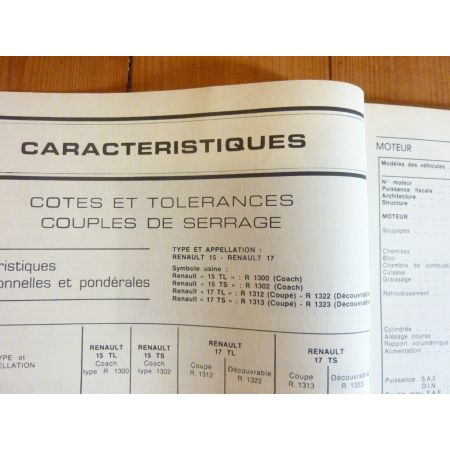 CARACTERISTIQUES
COTES ET TOLERANCES
COUPLES DE SERRAGE
TYPE ET APPELLATION :
RENAULT 15 - RENAULT 17
Symbole usine :
Renault « 15 TL » : R 1300 (Coach)
Renault « 15 TS » : R 1302 (Coach)
Renault « 17 TL » : R 1312 (Coupé) - R 1322 (Découvrable)
Renault « 17 TS » : R 1313 (Coupé) - R 1323 (Découvrable)
ristiques
onnelles et pondérales
YPE et
ELLATION
RENAULT
15 TL
Coach
type R 1300
RENAULT
15 TS
Coach
type 1302
RENAULT
17 TL
Coupé
R. 1312
Découvrable
R 1322
RENAULT
17 TS
Coupé
R. 1313
Découvrable
R 1323
MOTEUR
Modèles des véhicules
N° moteur
Puissance fiscale
Architecture
Structure
MOTEUR
Soupapes
Chemises
Bloc
Chambre de combust
Culasse
Graissage
Refroidissement
Cylindrée
Alésage course
Rapport volumétrique
Alimentation
Puissance S.A.E.
D.I.N.